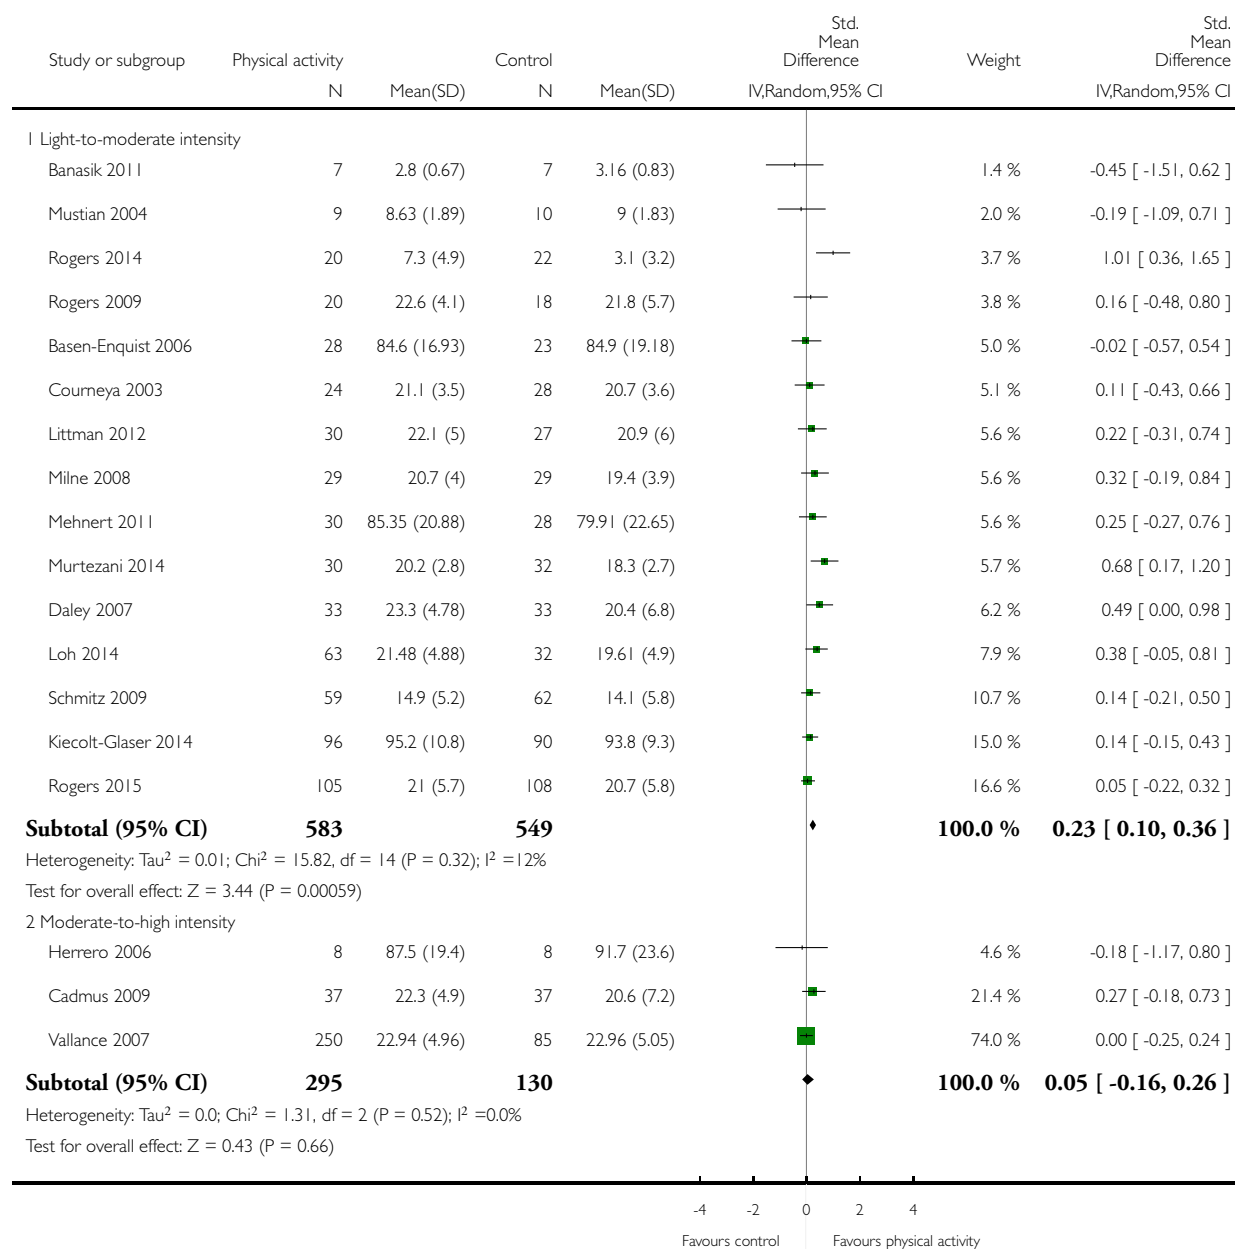 Std. Mean Difference Std. Mean Difference
Study or subgroup Physical activity Control Weight
N Mean(SD) N Mean(SD) IV,Random,95% CI IV,Random,95% CI
1 Light-to-moderate intensity
Banasik 2011 7 2.8 (0.67) 7 3.16 (0.83) 1.4 % -0.45 [ -1.51, 0.62 ]
Mustian 2004 9 8.63 (1.89) 10 9 (1.83) 2.0 % -0.19 [ -1.09, 0.71 ]
Rogers 2014 20 7.3 (4.9) 22 3.1 (3.2) 3.7 % 1.01 [ 0.36, 1.65 ]
Rogers 2009 20 22.6 (4.1) 18 21.8 (5.7) 3.8 % 0.16 [ -0.48, 0.80 ]
Basen-Enquist 2006 28 84.6 (16.93) 23 84.9 (19.18) 5.0 % -0.02 [ -0.57, 0.54 ]
Courneya 2003 24 21.1 (3.5) 28 20.7 (3.6) 5.1 % 0.11 [ -0.43, 0.66 ]
Littman 2012 30 22.1 (5) 27 20.9 (6) 5.6 % 0.22 [ -0.31, 0.74 ]
Milne 2008 29 20.7 (4) 29 19.4 (3.9) 5.6 % 0.32 [ -0.19, 0.84 ]
Mehnert 2011 30 85.35 (20.88) 28 79.91 (22.65) 5.6 % 0.25 [ -0.27, 0.76 ]
Murtezani 2014 30 20.2 (2.8) 32 18.3 (2.7) 5.7 % 0.68 [ 0.17, 1.20 ]
Daley 2007 33 23.3 (4.78) 33 20.4 (6.8) 6.2 % 0.49 [ 0.00, 0.98 ]
Loh 2014 63 21.48 (4.88) 32 19.61 (4.9) 7.9 % 0.38 [ -0.05, 0.81 ]
Schmitz 2009 59 14.9 (5.2) 62 14.1 (5.8) 10.7 % 0.14 [ -0.21, 0.50 ]
Kiecolt-Glaser 2014 96 95.2 (10.8) 90 93.8 (9.3) 15.0 % 0.14 [ -0.15, 0.43 ]
Rogers 2015 105 21 (5.7) 108 20.7 (5.8) 16.6 % 0.05 [ -0.22, 0.32 ]
Subtotal (95% CI) 583 549 100.0 % 0.23 [ 0.10, 0.36 ]
Heterogeneity: Tau² = 0.01; Chi² = 15.82, df = 14 (P = 0.32); I² =12%
Test for overall effect: Z = 3.44 (P = 0.00059)
2 Moderate-to-high intensity
Herrero 2006 8 87.5 (19.4) 8 91.7 (23.6) 4.6 % -0.18 [ -1.17, 0.80 ]
Cadmus 2009 37 22.3 (4.9) 37 20.6 (7.2) 21.4 % 0.27 [ -0.18, 0.73 ]
Vallance 2007 250 22.94 (4.96) 85 22.96 (5.05) 74.0 % 0.00 [ -0.25, 0.24 ]
Subtotal (95% CI) 295 130 100.0 % 0.05 [ -0.16, 0.26 ]
Heterogeneity: Tau² = 0.0; Chi² = 1.31, df = 2 (P = 0.52); I² =0.0%
Test for overall effect: Z = 0.43 (P = 0.66)
-4 -2 0 2 4
Favours control Favours physical activity